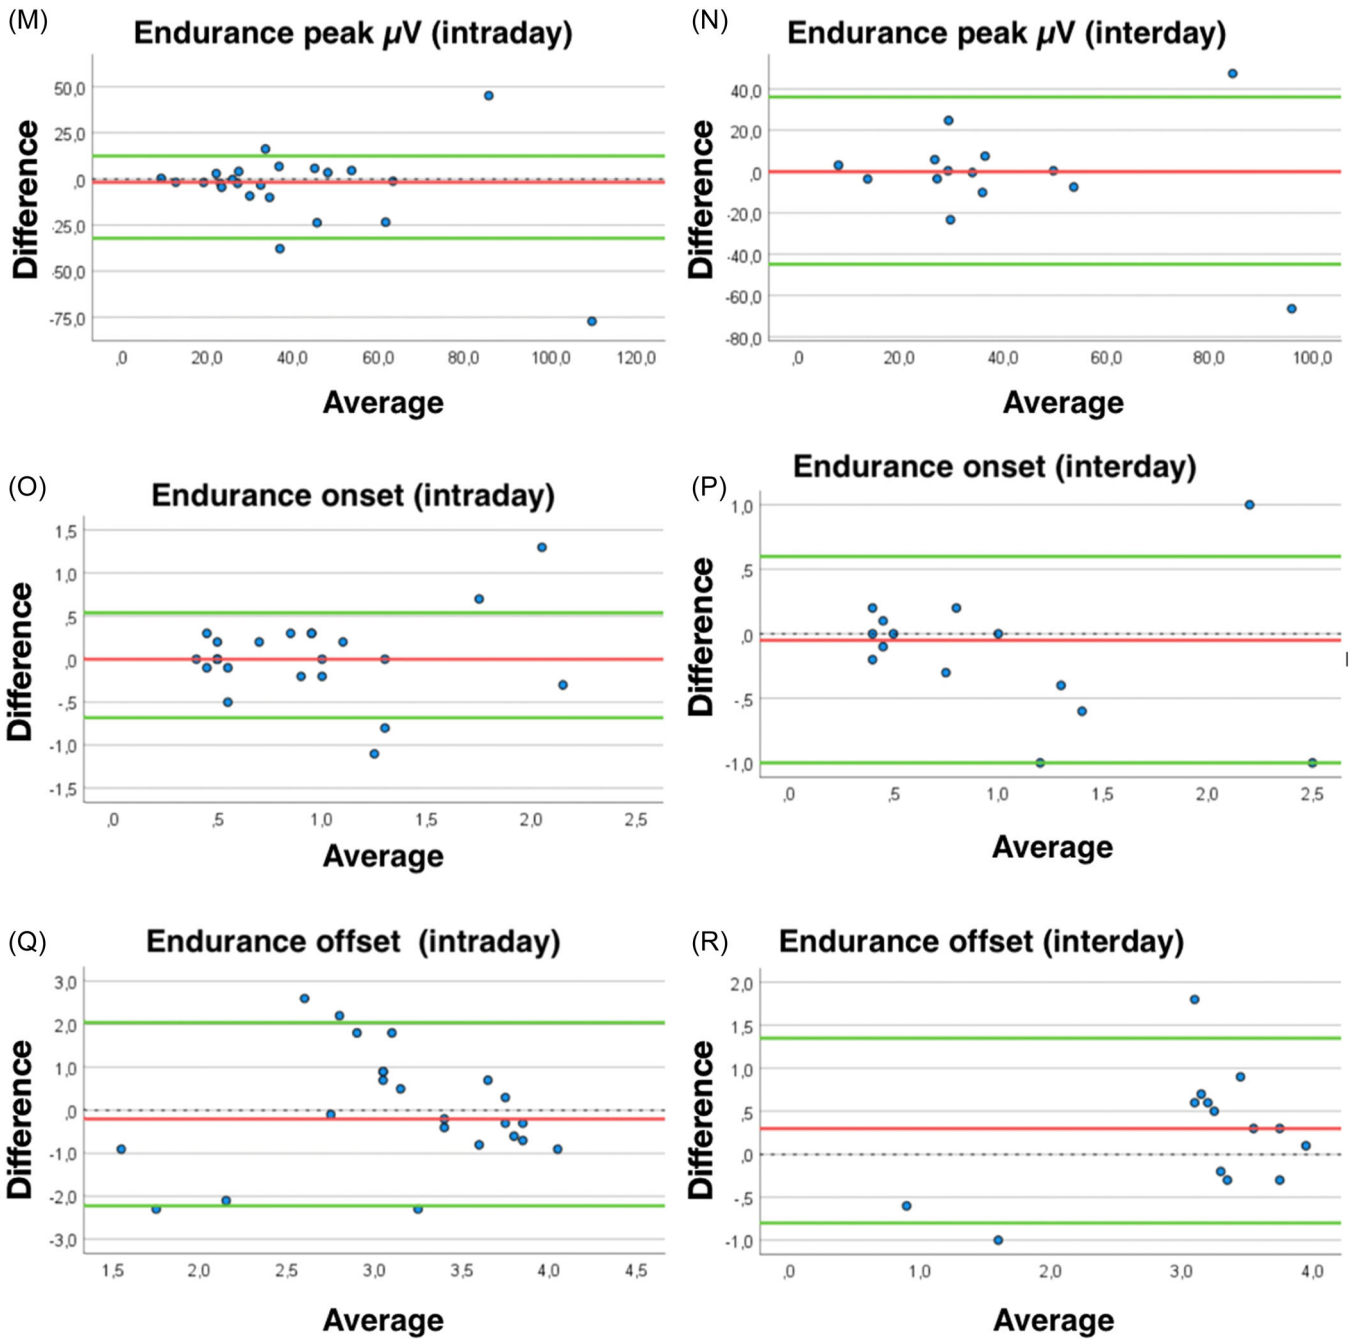 (M) Endurance peak µV (intraday)
50,0
25,0
,0
-25,0
-50,0
-75,0
Difference
,0 20,0 40,0 60,0 80,0 100,0 120,0
Average
(N) Endurance peak µV (interday)
40,0
20,0
,0
-20,0
-40,0
-60,0
-80,0
Difference
,0 20,0 40,0 60,0 80,0 100,0
Average
(O) Endurance onset (intraday)
1,5
1,0
,5
,0
-,5
-1,0
-1,5
Difference
,0 ,5 1,0 1,5 2,0 2,5
Average
(P) Endurance onset (interday)
1,0
,5
,0
-,5
-1,0
Difference
,0 ,5 1,0 1,5 2,0 2,5
Average
(Q) Endurance offset (intraday)
3,0
2,0
1,0
,0
-1,0
-2,0
-3,0
Difference
1,5 2,0 2,5 3,0 3,5 4,0 4,5
Average
(R) Endurance offset (interday)
2,0
1,5
1,0
,5
,0
-,5
-1,0
Difference
,0 1,0 2,0 3,0 4,0
Average